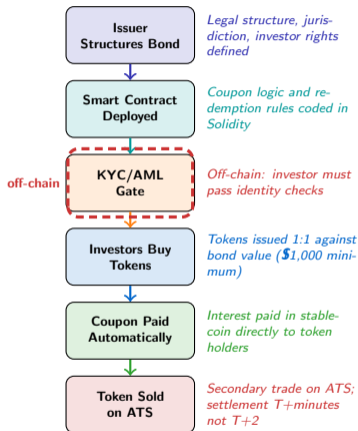 Issuer
Structures Bond
Legal structure, juris-
diction, investor rights
defined
Smart Contract
Deployed
Coupon logic and re-
demption rules coded in
Solidity
off-chain
KYC/AML
Gate
Off-chain: investor must
pass identity checks
Investors Buy
Tokens
Tokens issued 1:1 against
bond value ($1,000 mini-
mum)
Coupon Paid
Automatically
Interest paid in stable-
coin directly to token
holders
Token Sold
on ATS
Secondary trade on ATS;
settlement T+minutes
not T+2